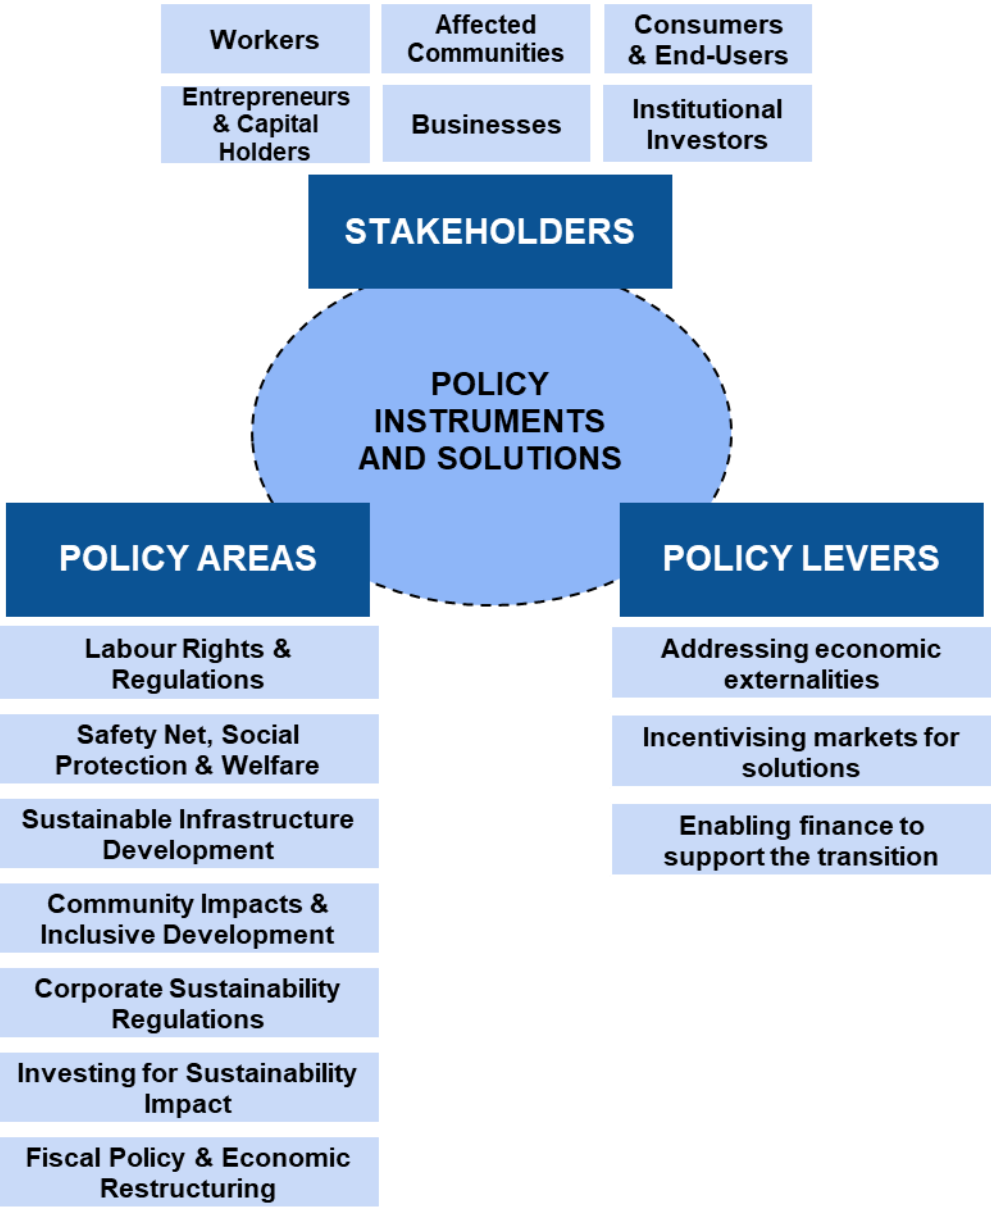 Workers
Affected
Communities
Consumers
& End-Users
Entrepreneurs
& Capital
Holders
Businesses
Institutional
Investors
STAKEHOLDERS
POLICY
INSTRUMENTS
AND SOLUTIONS
POLICY AREAS
Labour Rights &
Regulations
Safety Net, Social
Protection & Welfare
Sustainable Infrastructure
Development
Community Impacts &
Inclusive Development
Corporate Sustainability
Regulations
Investing for Sustainability
Impact
Fiscal Policy & Economic
Restructuring
POLICY LEVERS
Addressing economic
externalities
Incentivising markets for
solutions
Enabling finance to
support the transition